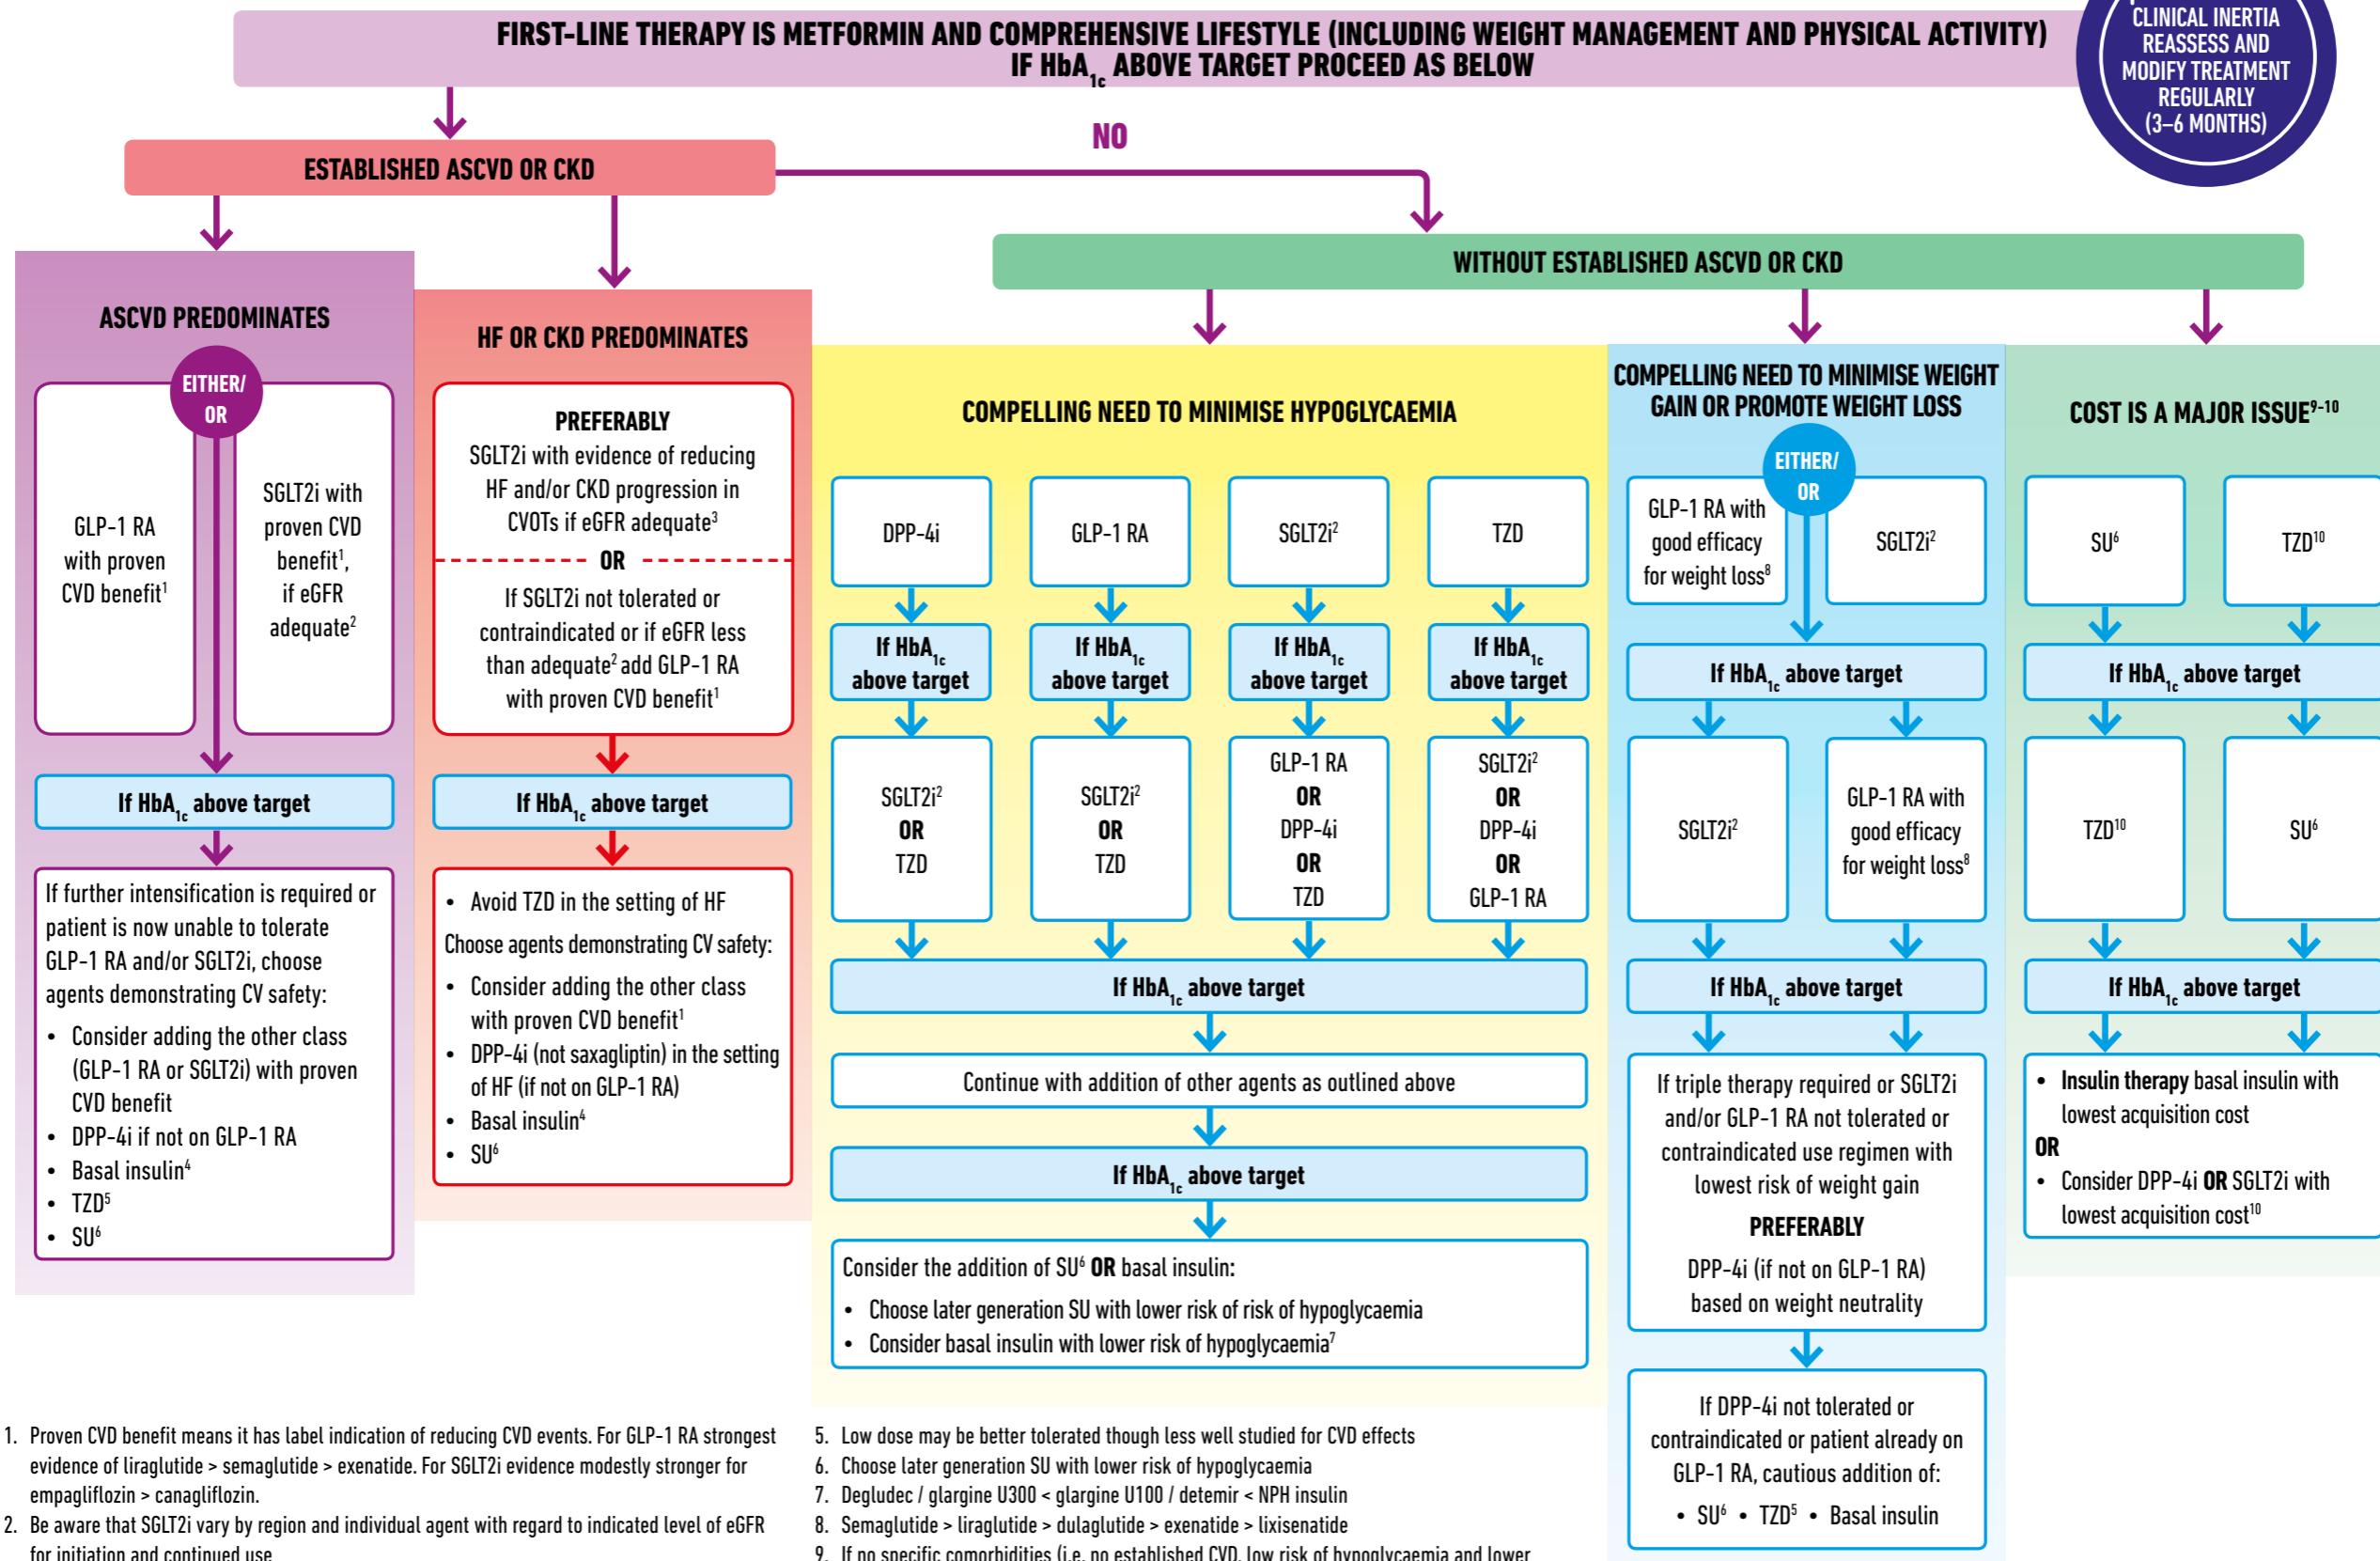 CLINICAL INERTIA
REASSESS AND
MODIFY TREATMENT
REGULARLY
(3–6 MONTHS)
FIRST-LINE THERAPY IS METFORMIN AND COMPREHENSIVE LIFESTYLE (INCLUDING WEIGHT MANAGEMENT AND PHYSICAL ACTIVITY)
IF HbA1c ABOVE TARGET PROCEED AS BELOW
NO
ESTABLISHED ASCVD OR CKD
WITHOUT ESTABLISHED ASCVD OR CKD
ASCVD PREDOMINATES
EITHER/
OR
GLP-1 RA
with proven
CVD benefit1
SGLT2i with
proven CVD
benefit1,
if eGFR
adequate2
If HbA1c above target
If further intensification is required or
patient is now unable to tolerate
GLP-1 RA and/or SGLT2i, choose
agents demonstrating CV safety:
• Consider adding the other class
(GLP-1 RA or SGLT2i) with proven
CVD benefit
• DPP-4i if not on GLP-1 RA
• Basal insulin4
• TZD5
• SU6
HF OR CKD PREDOMINATES
PREFERABLY
SGLT2i with evidence of reducing
HF and/or CKD progression in
CVOTs if eGFR adequate3
OR
If SGLT2i not tolerated or
contraindicated or if eGFR less
than adequate2 add GLP-1 RA
with proven CVD benefit1
If HbA1c above target
• Avoid TZD in the setting of HF
Choose agents demonstrating CV safety:
• Consider adding the other class
with proven CVD benefit1
• DPP-4i (not saxagliptin) in the setting
of HF (if not on GLP-1 RA)
• Basal insulin4
• SU6
COMPELLING NEED TO MINIMISE HYPOGLYCAEMIA
DPP-4i
If HbA1c
above target
SGLT2i2
OR
TZD
GLP-1 RA
If HbA1c
above target
SGLT2i2
OR
TZD
SGLT2i2
If HbA1c
above target
GLP-1 RA
OR
DPP-4i
OR
TZD
TZD
If HbA1c
above target
SGLT2i2
OR
DPP-4i
OR
GLP-1 RA
If HbA1c above target
Continue with addition of other agents as outlined above
If HbA1c above target
Consider the addition of SU6 OR basal insulin:
• Choose later generation SU with lower risk of risk of hypoglycaemia
• Consider basal insulin with lower risk of hypoglycaemia7
COMPELLING NEED TO MINIMISE WEIGHT
GAIN OR PROMOTE WEIGHT LOSS
EITHER/
OR
GLP-1 RA with
good efficacy
for weight loss8
SGLT2i2
If HbA1c above target
SGLT2i2
GLP-1 RA with
good efficacy
for weight loss8
If HbA1c above target
If triple therapy required or SGLT2i
and/or GLP-1 RA not tolerated or
contraindicated use regimen with
lowest risk of weight gain
PREFERABLY
DPP-4i (if not on GLP-1 RA)
based on weight neutrality
If DPP-4i not tolerated or
contraindicated or patient already on
GLP-1 RA, cautious addition of:
• SU6 • TZD5 • Basal insulin
COST IS A MAJOR ISSUE9-10
SU6
TZD10
If HbA1c above target
TZD10
SU6
If HbA1c above target
• Insulin therapy basal insulin with
lowest acquisition cost
OR
• Consider DPP-4i OR SGLT2i with
lowest acquisition cost10
1. Proven CVD benefit means it has label indication of reducing CVD events. For GLP-1 RA strongest
evidence of liraglutide > semaglutide > exenatide. For SGLT2i evidence modestly stronger for
empagliflozin > canagliflozin.
2. Be aware that SGLT2i vary by region and individual agent with regard to indicated level of eGFR
for initiation and continued use
5. Low dose may be better tolerated though less well studied for CVD effects
6. Choose later generation SU with lower risk of hypoglycaemia
7. Degludec / glargine U300 < glargine U100 / detemir < NPH insulin
8. Semaglutide > liraglutide > dulaglutide > exenatide > lixisenatide
9. If no specific comorbidities (i.e. no established CVD, low risk of hypoglycaemia and lower